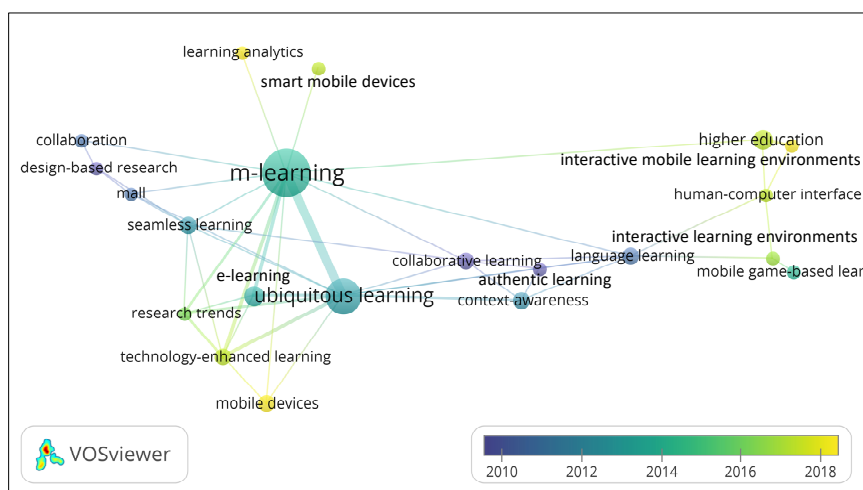 learning analytics
smart mobile devices
collaboration
higher education
design-based research
m-learning
interactive mobile learning environments
mall
human-computer interface
seamless learning
interactive learning environments
collaborative learning
language learning
mobile game-based lear
e-learning
authentic learning
ubiquitous learning
context-awareness
research trends
technology-enhanced learning
mobile devices
VOSviewer
2010
2012
2014
2016
2018